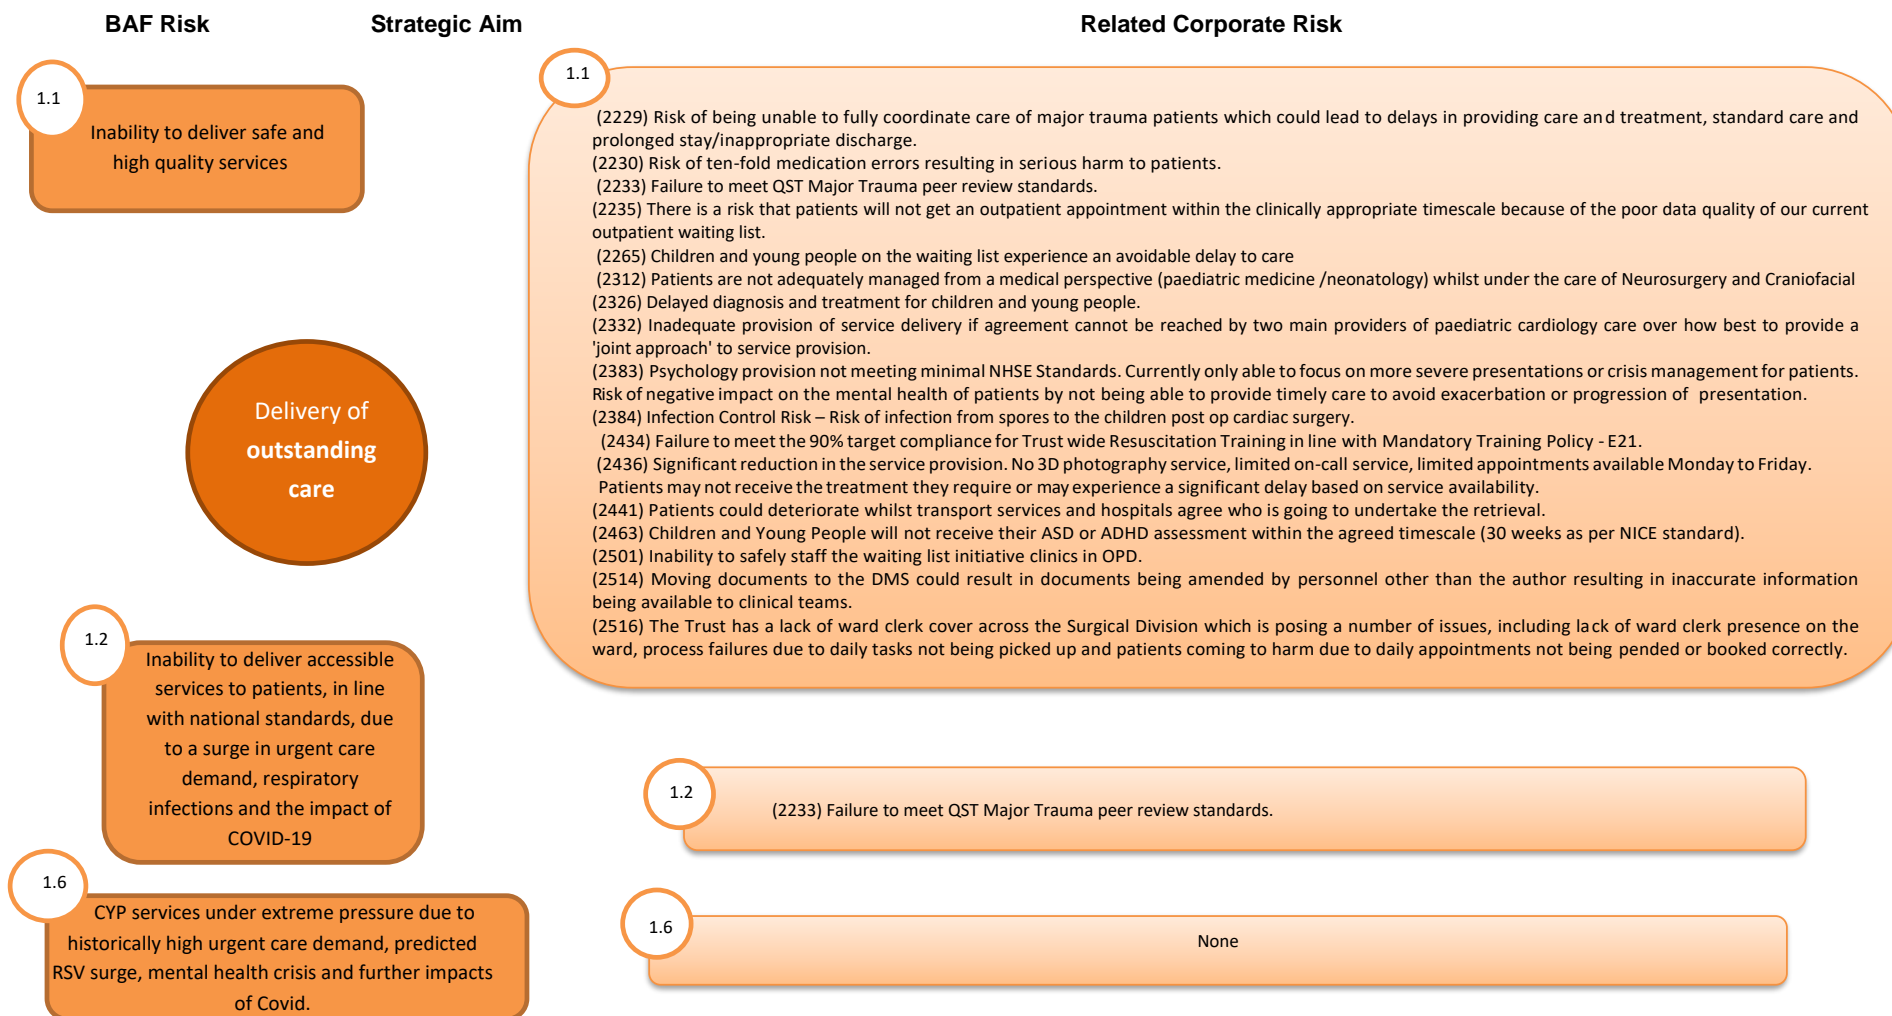 BAF Risk
Strategic Aim
Related Corporate Risk
1.1
Inability to deliver safe and
high quality services
1.1
(2229) Risk of being unable to fully coordinate care of major trauma patients which could lead to delays in providing care and treatment, standard care and
prolonged stay/inappropriate discharge.
(2230) Risk of ten-fold medication errors resulting in serious harm to patients.
(2233) Failure to meet QST Major Trauma peer review standards.
(2235) There is a risk that patients will not get an outpatient appointment within the clinically appropriate timescale because of the poor data quality of our current
outpatient waiting list.
(2265) Children and young people on the waiting list experience an avoidable delay to care
(2312) Patients are not adequately managed from a medical perspective (paediatric medicine /neonatology) whilst under the care of Neurosurgery and Craniofacial
(2326) Delayed diagnosis and treatment for children and young people.
(2332) Inadequate provision of service delivery if agreement cannot be reached by two main providers of paediatric cardiology care over how best to provide a
'joint approach' to service provision.
(2383) Psychology provision not meeting minimal NHSE Standards. Currently only able to focus on more severe presentations or crisis management for patients.
Risk of negative impact on the mental health of patients by not being able to provide timely care to avoid exacerbation or progression of presentation.
(2384) Infection Control Risk – Risk of infection from spores to the children post op cardiac surgery.
(2434) Failure to meet the 90% target compliance for Trust wide Resuscitation Training in line with Mandatory Training Policy - E21.
(2436) Significant reduction in the service provision. No 3D photography service, limited on-call service, limited appointments available Monday to Friday.
Patients may not receive the treatment they require or may experience a significant delay based on service availability.
(2441) Patients could deteriorate whilst transport services and hospitals agree who is going to undertake the retrieval.
(2463) Children and Young People will not receive their ASD or ADHD assessment within the agreed timescale (30 weeks as per NICE standard).
(2501) Inability to safely staff the waiting list initiative clinics in OPD.
(2514) Moving documents to the DMS could result in documents being amended by personnel other than the author resulting in inaccurate information
being available to clinical teams.
(2516) The Trust has a lack of ward clerk cover across the Surgical Division which is posing a number of issues, including lack of ward clerk presence on the
ward, process failures due to daily tasks not being picked up and patients coming to harm due to daily appointments not being pended or booked correctly.
Delivery of
outstanding
care
1.2
Inability to deliver accessible
services to patients, in line
with national standards, due
to a surge in urgent care
demand, respiratory
infections and the impact of
COVID-19
1.2
(2233) Failure to meet QST Major Trauma peer review standards.
1.6
CYP services under extreme pressure due to
historically high urgent care demand, predicted
RSV surge, mental health crisis and further impacts
of Covid.
1.6
None